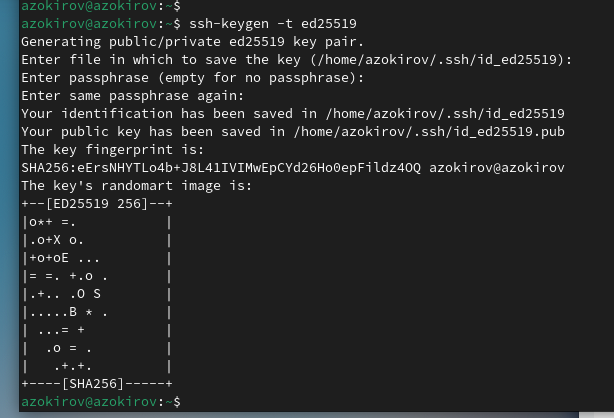 azokirov@azokirov:~$
azokirov@azokirov:~$ ssh-keygen -t ed25519
Generating public/private ed25519 key pair.
Enter file in which to save the key (/home/azokirov/.ssh/id_ed25519):
Enter passphrase (empty for no passphrase):
Enter same passphrase again:
Your identification has been saved in /home/azokirov/.ssh/id_ed25519
Your public key has been saved in /home/azokirov/.ssh/id_ed25519.pub
The key fingerprint is:
SHA256:eErsNHYTLo4b+J8L41IVIMwEpCYd26Ho0epFildz4OQ azokirov@azokirov
The key's randomart image is:
+--[ED25519 256]--+
|o*+ =.           |
|.o+X o.          |
|+o+oE ...        |
|= =. +.o .       |
|.+.. .O S        |
|.....B * .       |
| ...= +          |
|  .o = .         |
|   .+.+.         |
+----[SHA256]-----+
azokirov@azokirov:~$